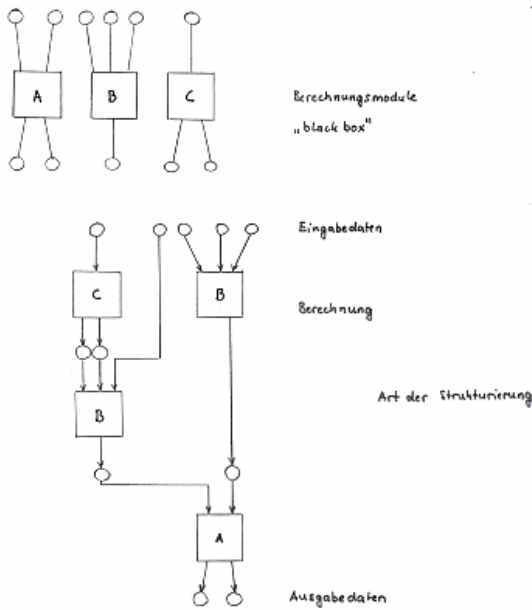 A B C
Berechnungsmodule
"black box"
Eingabedaten
C B
Berechnung
Art der Strukturierung
B
A
Ausgabedaten